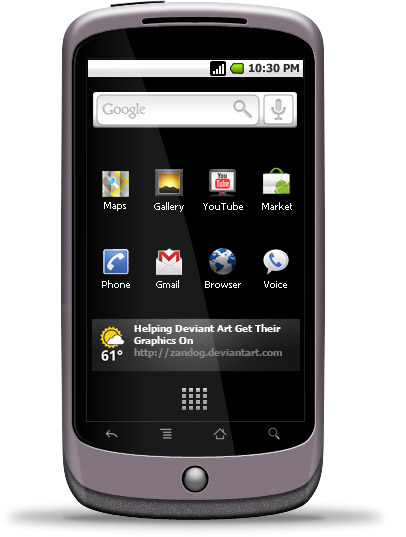 10:30 PM
Google
Maps Gallery YouTube Market
Phone Gmail Browser Voice
Helping Deviant Art Get Their
Graphics On
61° http://zandog.deviantart.com